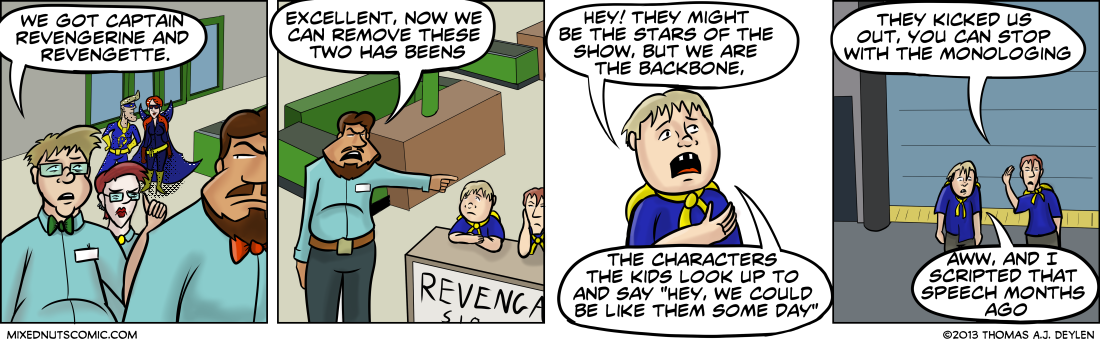 WE GOT CAPTAIN
REVENGERINE AND
REVENGETTE.
EXCELLENT, NOW WE
CAN REMOVE THESE
TWO HAS BEENS
REVENGA
HEY! THEY MIGHT
BE THE STARS OF THE
SHOW, BUT WE ARE
THE BACKBONE,
THE CHARACTERS
THE KIDS LOOK UP TO
AND SAY "HEY, WE COULD
BE LIKE THEM SOME DAY"
THEY KICKED US
OUT, YOU CAN STOP
WITH THE MONOLOGING
AWW, AND I
SCRIPTED THAT
SPEECH MONTHS
AGO
MIXEDNUTSCOMIC.COM
©2013 THOMAS A.J. DEYLEN